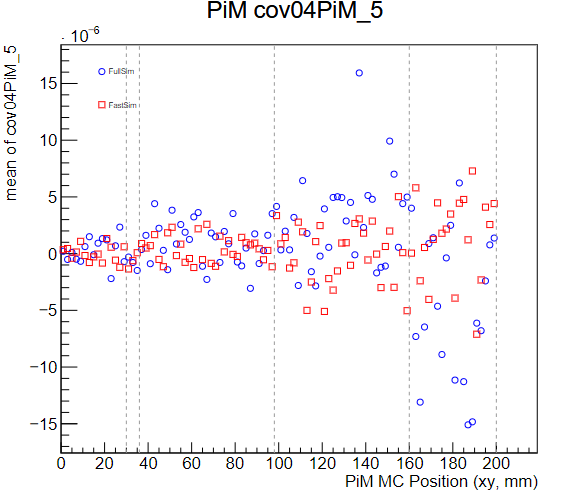 PiM cov04PiM_5
×10⁻⁶
mean of cov04PiM_5
15
10
5
0
−5
−10
−15
FullSim
FastSim
0 20 40 60 80 100 120 140 160 180 200
PiM MC Position (xy, mm)